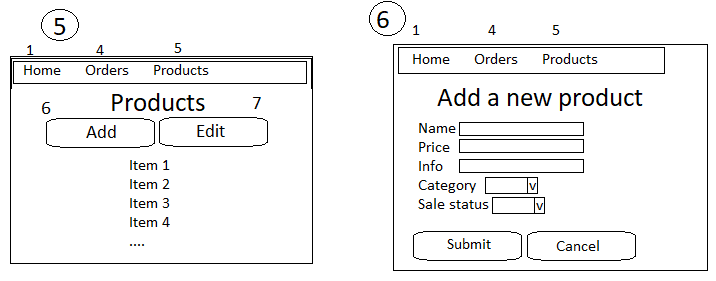 5
1 4 5
Home Orders Products
Products
6 7
Add Edit
Item 1
Item 2
Item 3
Item 4
....
6
1 4 5
Home Orders Products
Add a new product
Name
Price
Info
Category v
Sale status v
Submit Cancel